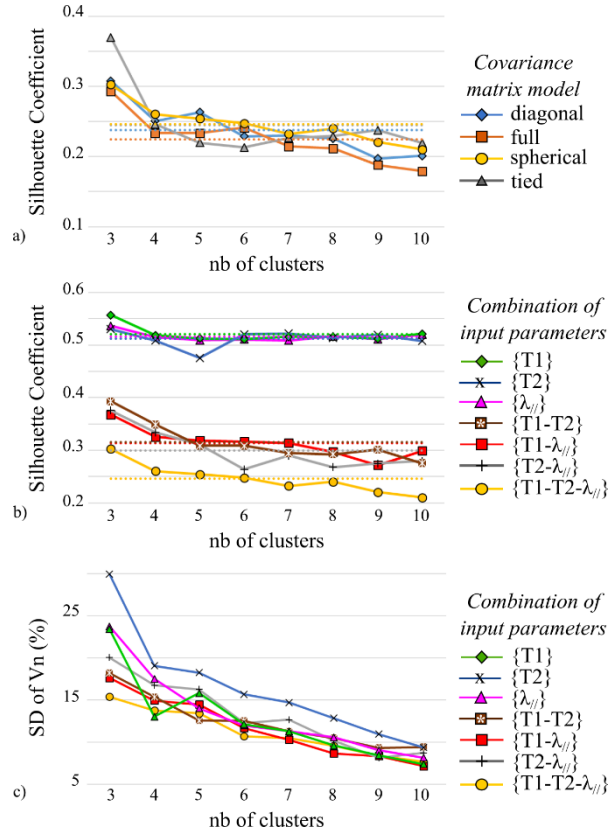 0.4
0.3
0.2
0.1
Silhouette Coefficient
3 4 5 6 7 8 9 10
nb of clusters
a)
Covariance
matrix model
diagonal
full
spherical
tied
0.6
0.5
0.4
0.3
0.2
Silhouette Coefficient
3 4 5 6 7 8 9 10
nb of clusters
b)
Combination of
input parameters
{T1}
{T2}
{λ//}
{T1-T2}
{T1-λ//}
{T2-λ//}
{T1-T2-λ//}
25
15
5
SD of Vn (%)
3 4 5 6 7 8 9 10
nb of clusters
c)
Combination of
input parameters
{T1}
{T2}
{λ//}
{T1-T2}
{T1-λ//}
{T2-λ//}
{T1-T2-λ//}